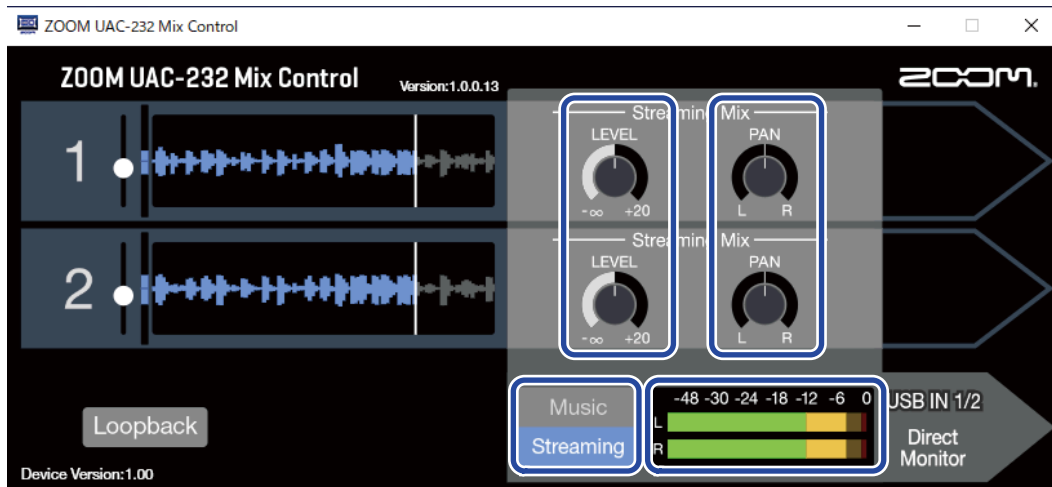 ZOOM UAC-232 Mix Control
ZOOM UAC-232 Mix Control
Version:1.0.0.13
ZOOM
1
Streaming Mix
LEVEL
PAN
-∞ +20
L R
2
Streaming Mix
LEVEL
PAN
-∞ +20
L R
Loopback
Music
Streaming
-48 -30 -24 -18 -12 -6 0
L
R
USB IN 1/2
Direct
Monitor
Device Version:1.00